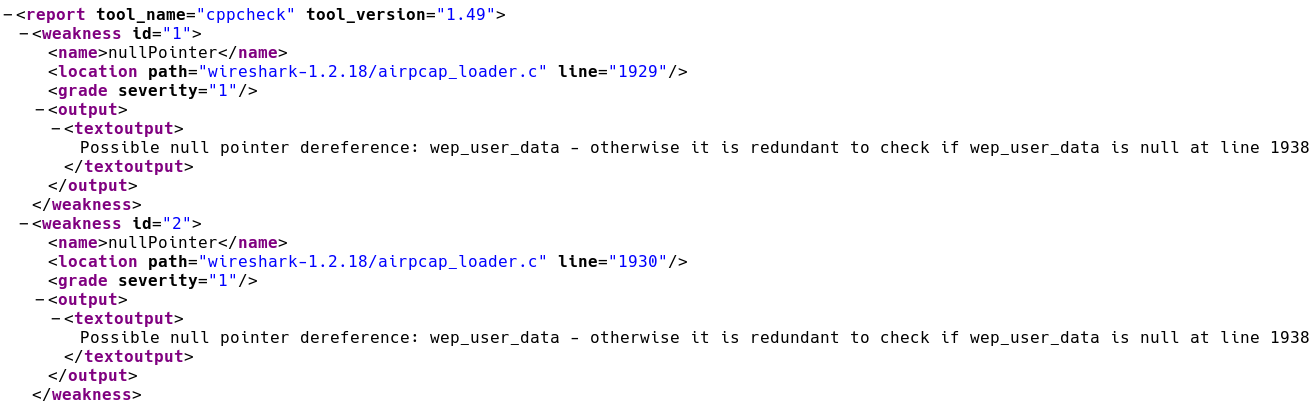 −<report tool_name="cppcheck" tool_version="1.49">
−<weakness id="1">
<name>nullPointer</name>
<location path="wireshark-1.2.18/airpcap_loader.c" line="1929"/>
<grade severity="1"/>
−<output>
−<textoutput>
Possible null pointer dereference: wep_user_data - otherwise it is redundant to check if wep_user_data is null at line 1938
</textoutput>
</output>
</weakness>
−<weakness id="2">
<name>nullPointer</name>
<location path="wireshark-1.2.18/airpcap_loader.c" line="1930"/>
<grade severity="1"/>
−<output>
−<textoutput>
Possible null pointer dereference: wep_user_data - otherwise it is redundant to check if wep_user_data is null at line 1938
</textoutput>
</output>
</weakness>